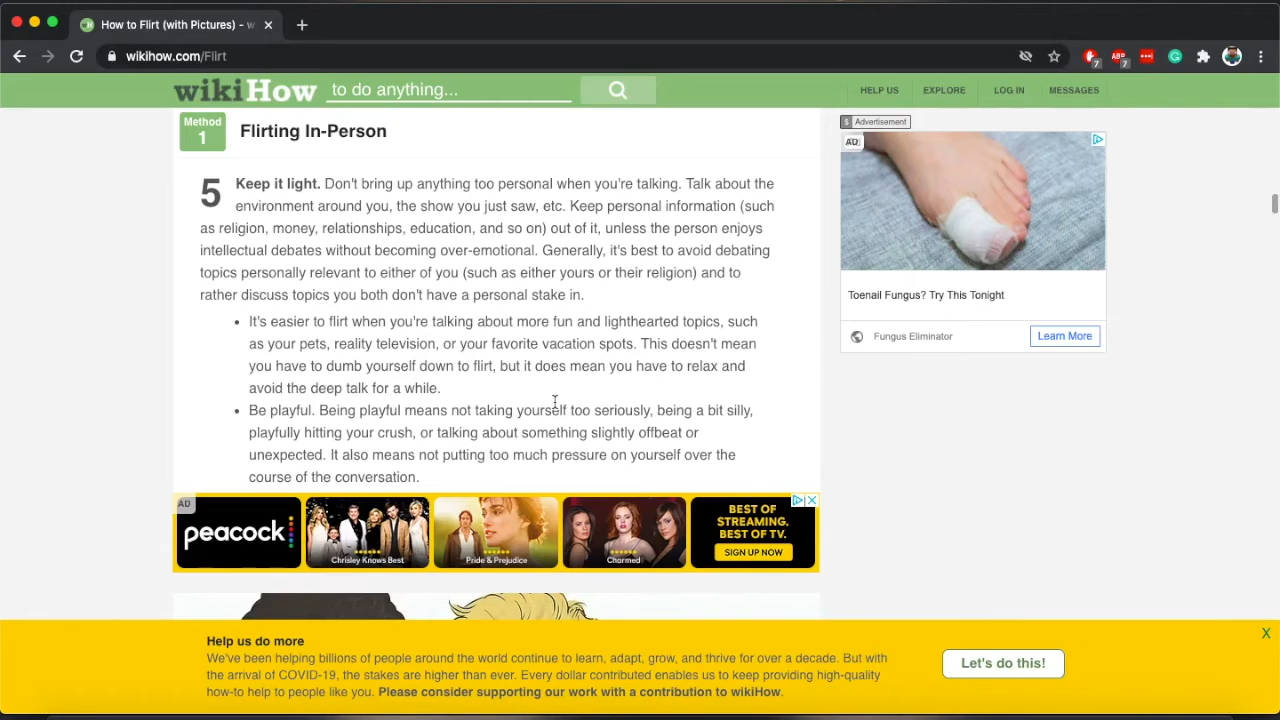 How to Flirt (with Pictures) - w
wikihow.com/Flirt
7
ABP
7
wikiHow
to do anything...
HELP US
EXPLORE
LOG IN
MESSAGES
Method
1
Flirting In-Person
5
Keep it light. Don't bring up anything too personal when you're talking. Talk about the
environment around you, the show you just saw, etc. Keep personal information (such
as religion, money, relationships, education, and so on) out of it, unless the person enjoys
intellectual debates without becoming over-emotional. Generally, it's best to avoid debating
topics personally relevant to either of you (such as either yours or their religion) and to
rather discuss topics you both don't have a personal stake in.
• It's easier to flirt when you're talking about more fun and lighthearted topics, such
as your pets, reality television, or your favorite vacation spots. This doesn't mean
you have to dumb yourself down to flirt, but it does mean you have to relax and
avoid the deep talk for a while.
• Be playful. Being playful means not taking yourself too seriously, being a bit silly,
playfully hitting your crush, or talking about something slightly offbeat or
unexpected. It also means not putting too much pressure on yourself over the
course of the conversation.
$ Advertisement
AD
Toenail Fungus? Try This Tonight
Fungus Eliminator
Learn More
AD
peacock
Chrisley Knows Best
Pride & Prejudice
Charmed
BEST OF
STREAMING.
BEST OF TV.
SIGN UP NOW
Help us do more
We've been helping billions of people around the world continue to learn, adapt, grow, and thrive for over a decade. But with
the arrival of COVID-19, the stakes are higher than ever. Every dollar contributed enables us to keep providing high-quality
how-to help to people like you. Please consider supporting our work with a contribution to wikiHow.
Let's do this!
X